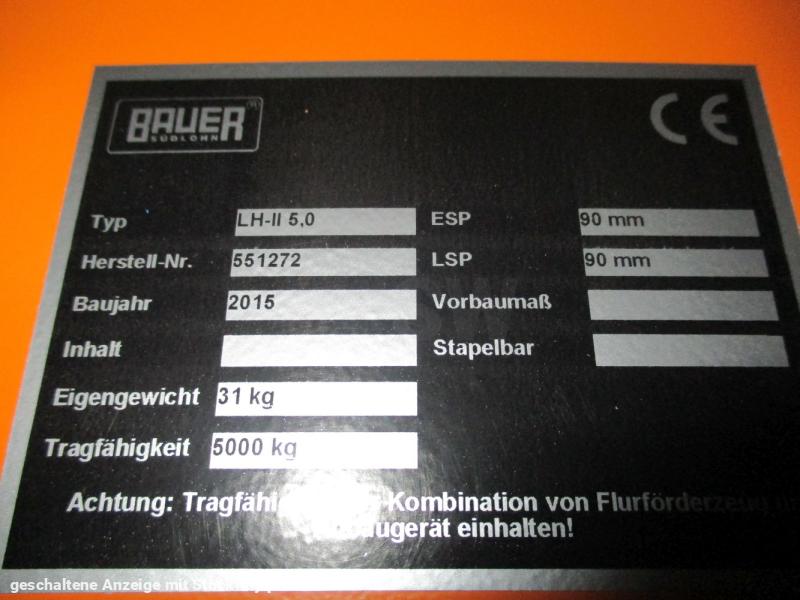 BAUER
SÜDLOHN
CE
Typ LH-II 5,0 ESP 90 mm
Herstell-Nr. 551272 LSP 90 mm
Baujahr 2015 Vorbaumaß
Inhalt Stapelbar
Eigengewicht 31 kg
Tragfähigkeit 5000 kg
Achtung: Kombination von Flurförderzeug
einhalten!
geschaltene Anzeige mit